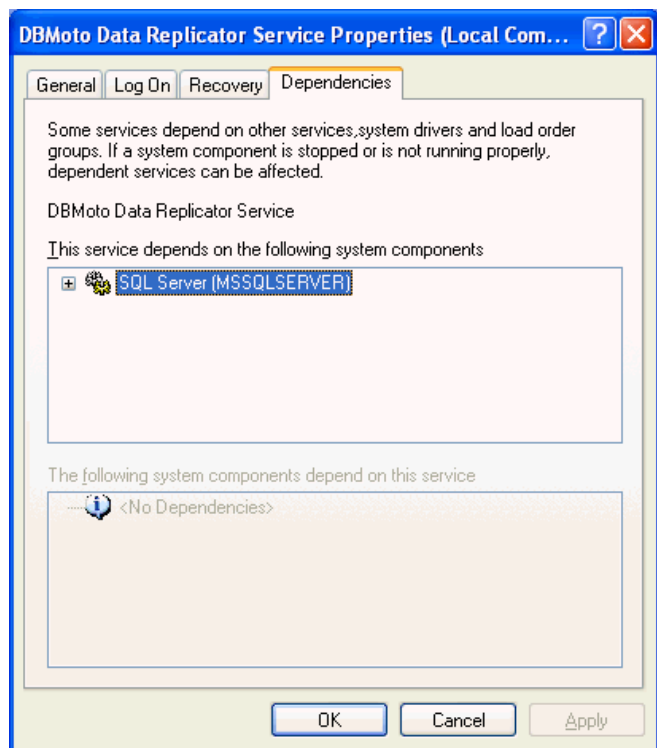 DBMoto Data Replicator Service Properties (Local Com...
General Log On Recovery Dependencies
Some services depend on other services,system drivers and load order
groups. If a system component is stopped or is not running properly,
dependent services can be affected.
DBMoto Data Replicator Service
This service depends on the following system components
SQL Server (MSSQLSERVER)
The following system components depend on this service
<No Dependencies>
OK Cancel Apply